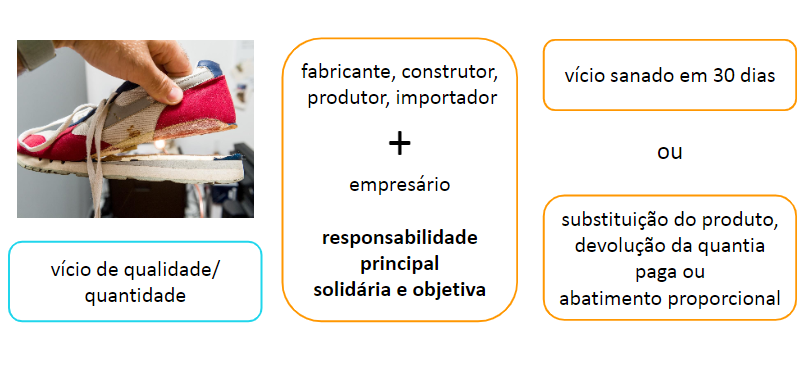 vício de qualidade/
quantidade
fabricante, construtor,
produtor, importador
+
empresário
responsabilidade
principal
solidária e objetiva
vício sanado em 30 dias
ou
substituição do produto,
devolução da quantia
paga ou
abatimento proporcional